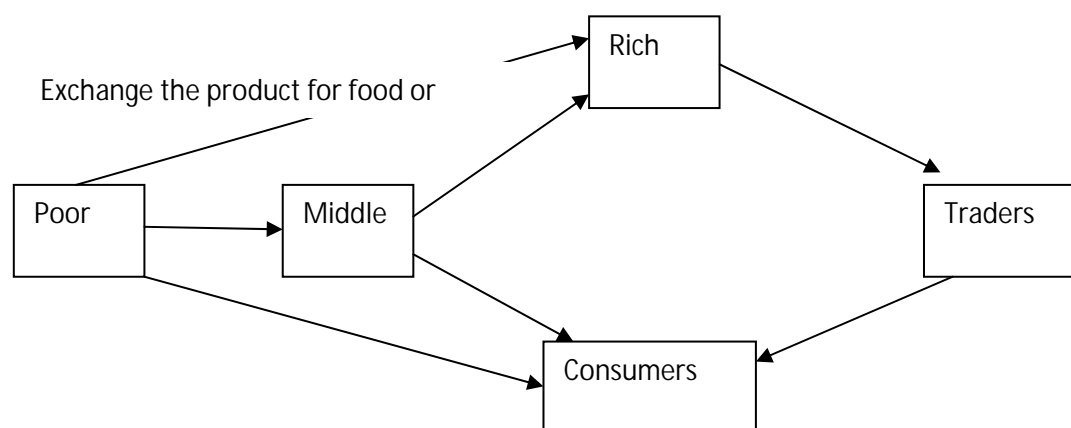 Rich
Exchange the product for food or
Poor
Middle
Traders
Consumers